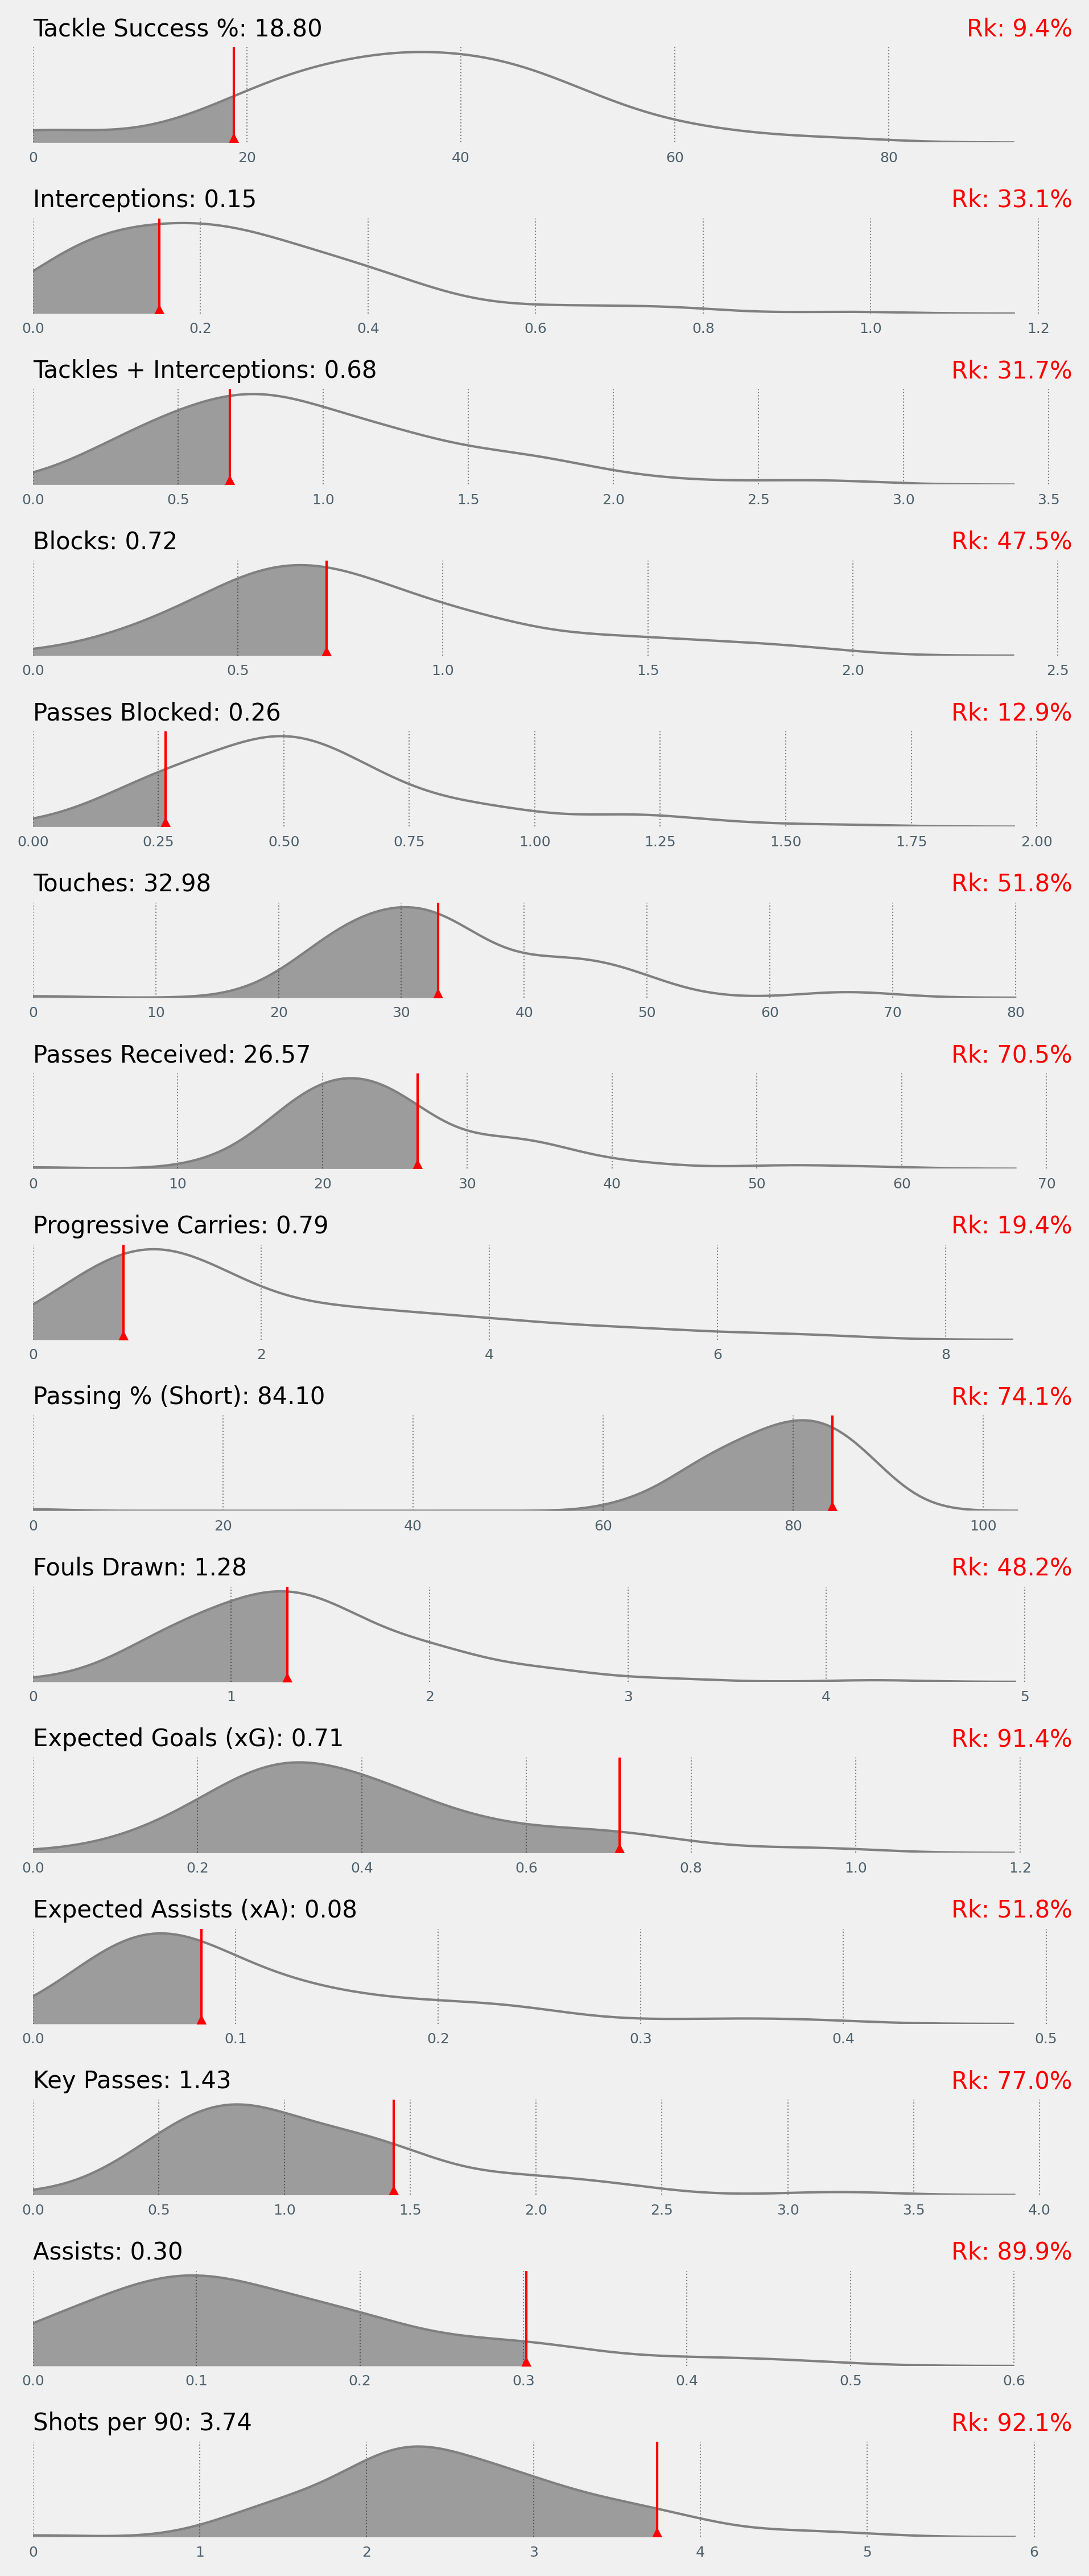 Tackle Success %: 18.80 Rk: 9.4%
0 20 40 60 80
Interceptions: 0.15 Rk: 33.1%
0.0 0.2 0.4 0.6 0.8 1.0 1.2
Tackles + Interceptions: 0.68 Rk: 31.7%
0.0 0.5 1.0 1.5 2.0 2.5 3.0 3.5
Blocks: 0.72 Rk: 47.5%
0.0 0.5 1.0 1.5 2.0 2.5
Passes Blocked: 0.26 Rk: 12.9%
0.00 0.25 0.50 0.75 1.00 1.25 1.50 1.75 2.00
Touches: 32.98 Rk: 51.8%
0 10 20 30 40 50 60 70 80
Passes Received: 26.57 Rk: 70.5%
0 10 20 30 40 50 60 70
Progressive Carries: 0.79 Rk: 19.4%
0 2 4 6 8
Passing % (Short): 84.10 Rk: 74.1%
0 20 40 60 80 100
Fouls Drawn: 1.28 Rk: 48.2%
0 1 2 3 4 5
Expected Goals (xG): 0.71 Rk: 91.4%
0.0 0.2 0.4 0.6 0.8 1.0 1.2
Expected Assists (xA): 0.08 Rk: 51.8%
0.0 0.1 0.2 0.3 0.4 0.5
Key Passes: 1.43 Rk: 77.0%
0.0 0.5 1.0 1.5 2.0 2.5 3.0 3.5 4.0
Assists: 0.30 Rk: 89.9%
0.0 0.1 0.2 0.3 0.4 0.5 0.6
Shots per 90: 3.74 Rk: 92.1%
0 1 2 3 4 5 6